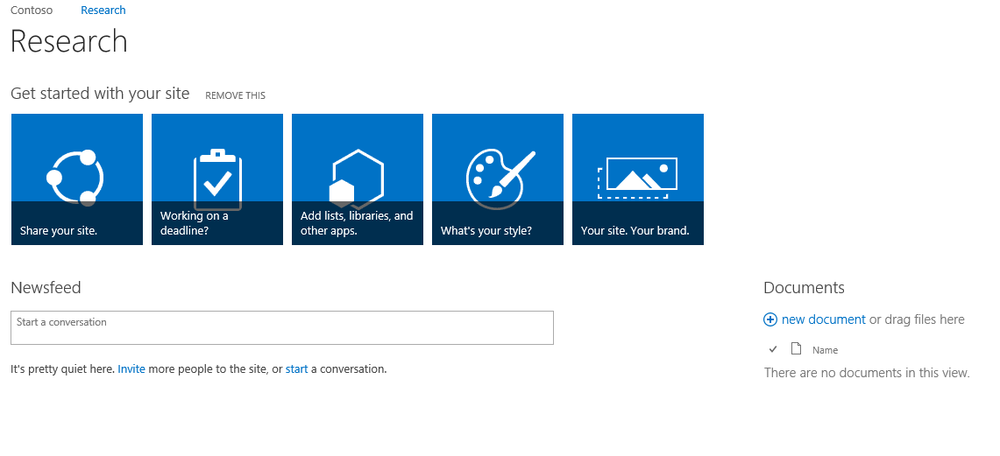 Contoso Research
Research
Get started with your site REMOVE THIS
Share your site.
Working on a
deadline?
Add lists, libraries, and
other apps.
What's your style?
Your site. Your brand.
Newsfeed
Start a conversation
It's pretty quiet here. Invite more people to the site, or start a conversation.
Documents
new document or drag files here
Name
There are no documents in this view.